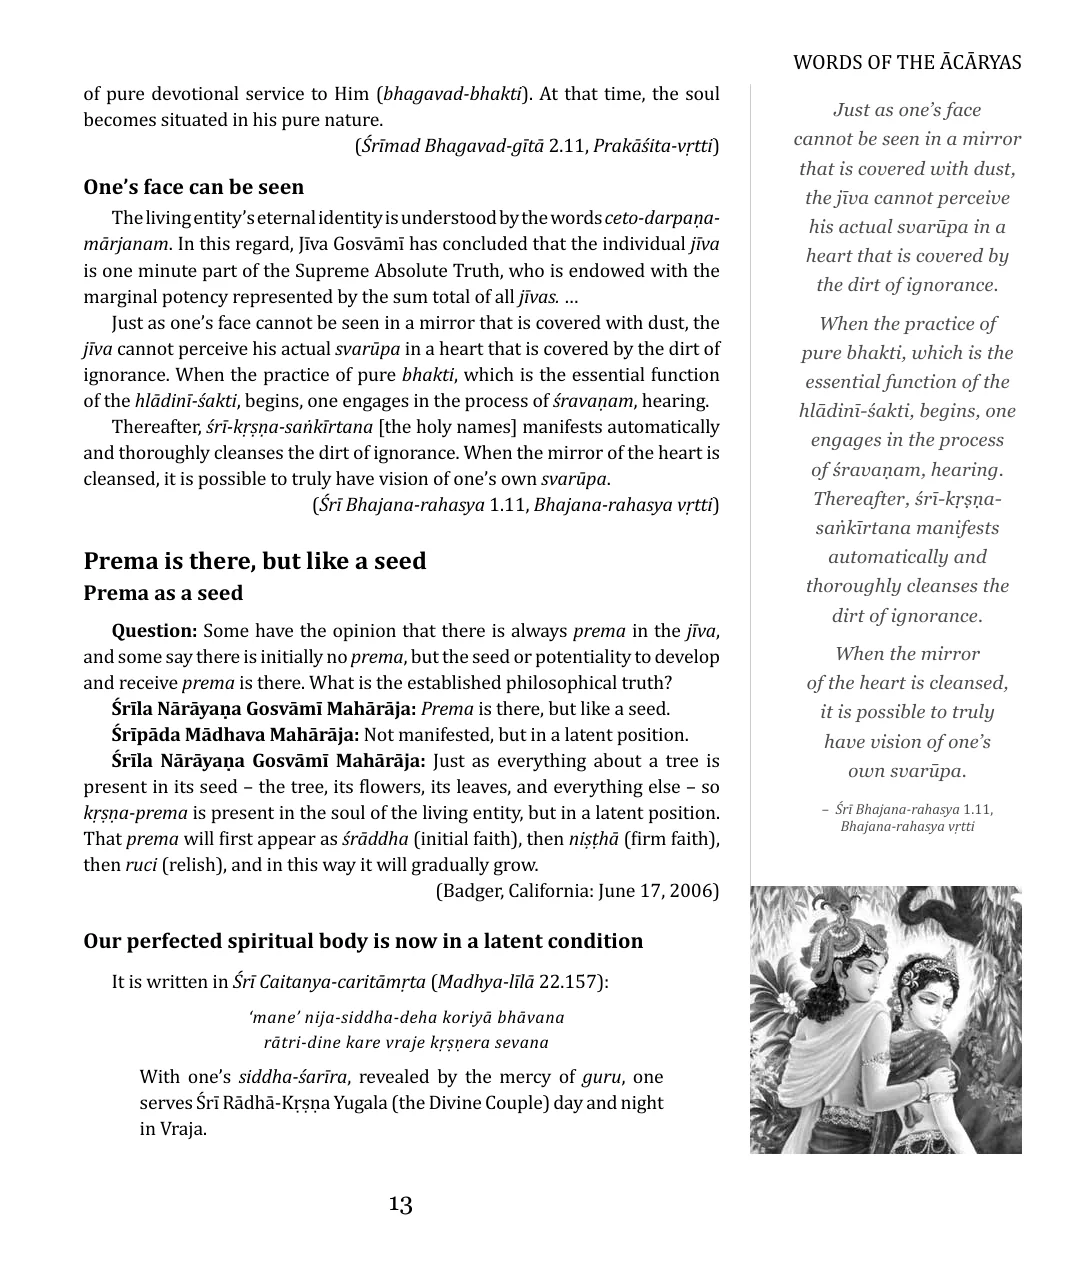 WORDS OF THE ĀCĀRYAS
of pure devotional service to Him (bhagavad-bhakti). At that time, the soul
becomes situated in his pure nature.
(Śrīmad Bhagavad-gītā 2.11, Prakāśita-vṛtti)
One’s face can be seen
The living entity’s eternal identity is understood by the words ceto-darpaṇa-
mārjanam. In this regard, Jīva Gosvāmī has concluded that the individual jīva
is one minute part of the Supreme Absolute Truth, who is endowed with the
marginal potency represented by the sum total of all jīvas. …
Just as one’s face cannot be seen in a mirror that is covered with dust, the
jīva cannot perceive his actual svarūpa in a heart that is covered by the dirt of
ignorance. When the practice of pure bhakti, which is the essential function
of the hlādinī-śakti, begins, one engages in the process of śravaṇam, hearing.
Thereafter, śrī-kṛṣṇa-saṅkīrtana [the holy names] manifests automatically
and thoroughly cleanses the dirt of ignorance. When the mirror of the heart is
cleansed, it is possible to truly have vision of one’s own svarūpa.
(Śrī Bhajana-rahasya 1.11, Bhajana-rahasya vṛtti)
Prema is there, but like a seed
Prema as a seed
Question: Some have the opinion that there is always prema in the jīva,
and some say there is initially no prema, but the seed or potentiality to develop
and receive prema is there. What is the established philosophical truth?
Śrīla Nārāyaṇa Gosvāmī Mahārāja: Prema is there, but like a seed.
Śrīpāda Mādhava Mahārāja: Not manifested, but in a latent position.
Śrīla Nārāyaṇa Gosvāmī Mahārāja: Just as everything about a tree is
present in its seed – the tree, its flowers, its leaves, and everything else – so
kṛṣṇa-prema is present in the soul of the living entity, but in a latent position.
That prema will first appear as śrāddha (initial faith), then niṣṭhā (firm faith),
then ruci (relish), and in this way it will gradually grow.
(Badger, California: June 17, 2006)
Our perfected spiritual body is now in a latent condition
It is written in Śrī Caitanya-caritāmṛta (Madhya-līlā 22.157):
‘mane’ nija-siddha-deha koriyā bhāvana
rātri-dine kare vraje kṛṣṇera sevana
With one’s siddha-śarīra, revealed by the mercy of guru, one
serves Śrī Rādhā-Kṛṣṇa Yugala (the Divine Couple) day and night
in Vraja.
Just as one’s face
cannot be seen in a mirror
that is covered with dust,
the jīva cannot perceive
his actual svarūpa in a
heart that is covered by
the dirt of ignorance.
When the practice of
pure bhakti, which is the
essential function of the
hlādinī-śakti, begins, one
engages in the process
of śravaṇam, hearing.
Thereafter, śrī-kṛṣṇa-
saṅkīrtana manifests
automatically and
thoroughly cleanses the
dirt of ignorance.
When the mirror
of the heart is cleansed,
it is possible to truly
have vision of one’s
own svarūpa.
– Śrī Bhajana-rahasya 1.11,
Bhajana-rahasya vṛtti
13